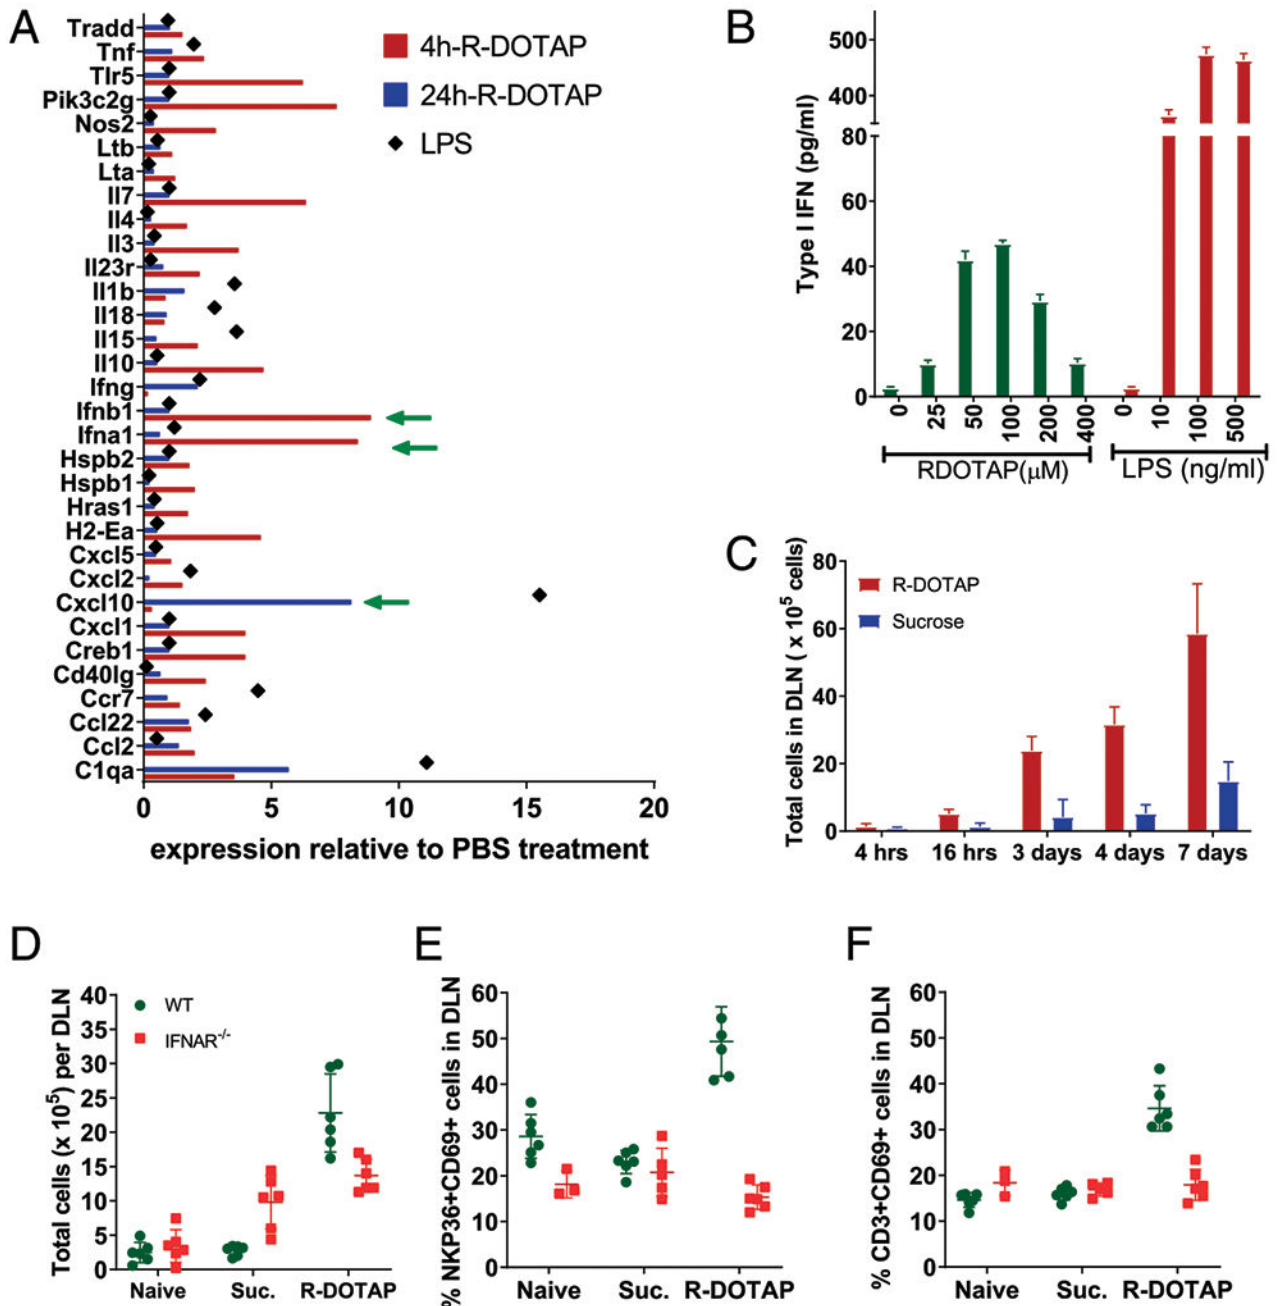 A
Tradd
Tnf
Tlr5
Pik3c2g
Nos2
Ltb
Lta
Il7
Il4
Il3
Il23r
Il1b
Il18
Il15
Il10
Ifng
Ifnb1
Ifna1
Hspb2
Hspb1
Hras1
H2-Ea
Cxcl5
Cxcl2
Cxcl10
Cxcl1
Creb1
Cd40lg
Ccr7
Ccl22
Ccl2
C1qa
0 5 10 15 20
expression relative to PBS treatment
4h-R-DOTAP
24h-R-DOTAP
LPS
B
Type I IFN (pg/ml)
500
400
80
60
40
20
0
0 25 50 100 200 400 0 10 100 500
RDOTAP(μM) LPS (ng/ml)
C
Total cells in DLN ( x 10⁵ cells)
80
60
40
20
0
R-DOTAP
Sucrose
4 hrs 16 hrs 3 days 4 days 7 days
D
Total cells (x 10⁵) per DLN
40
35
30
25
20
15
10
5
0
WT
IFNAR⁻/⁻
Naive Suc. R-DOTAP
E
% NKP36+CD69+ cells in DLN
60
50
40
30
20
10
0
Naive Suc. R-DOTAP
F
% CD3+CD69+ cells in DLN
60
50
40
30
20
10
0
Naive Suc. R-DOTAP